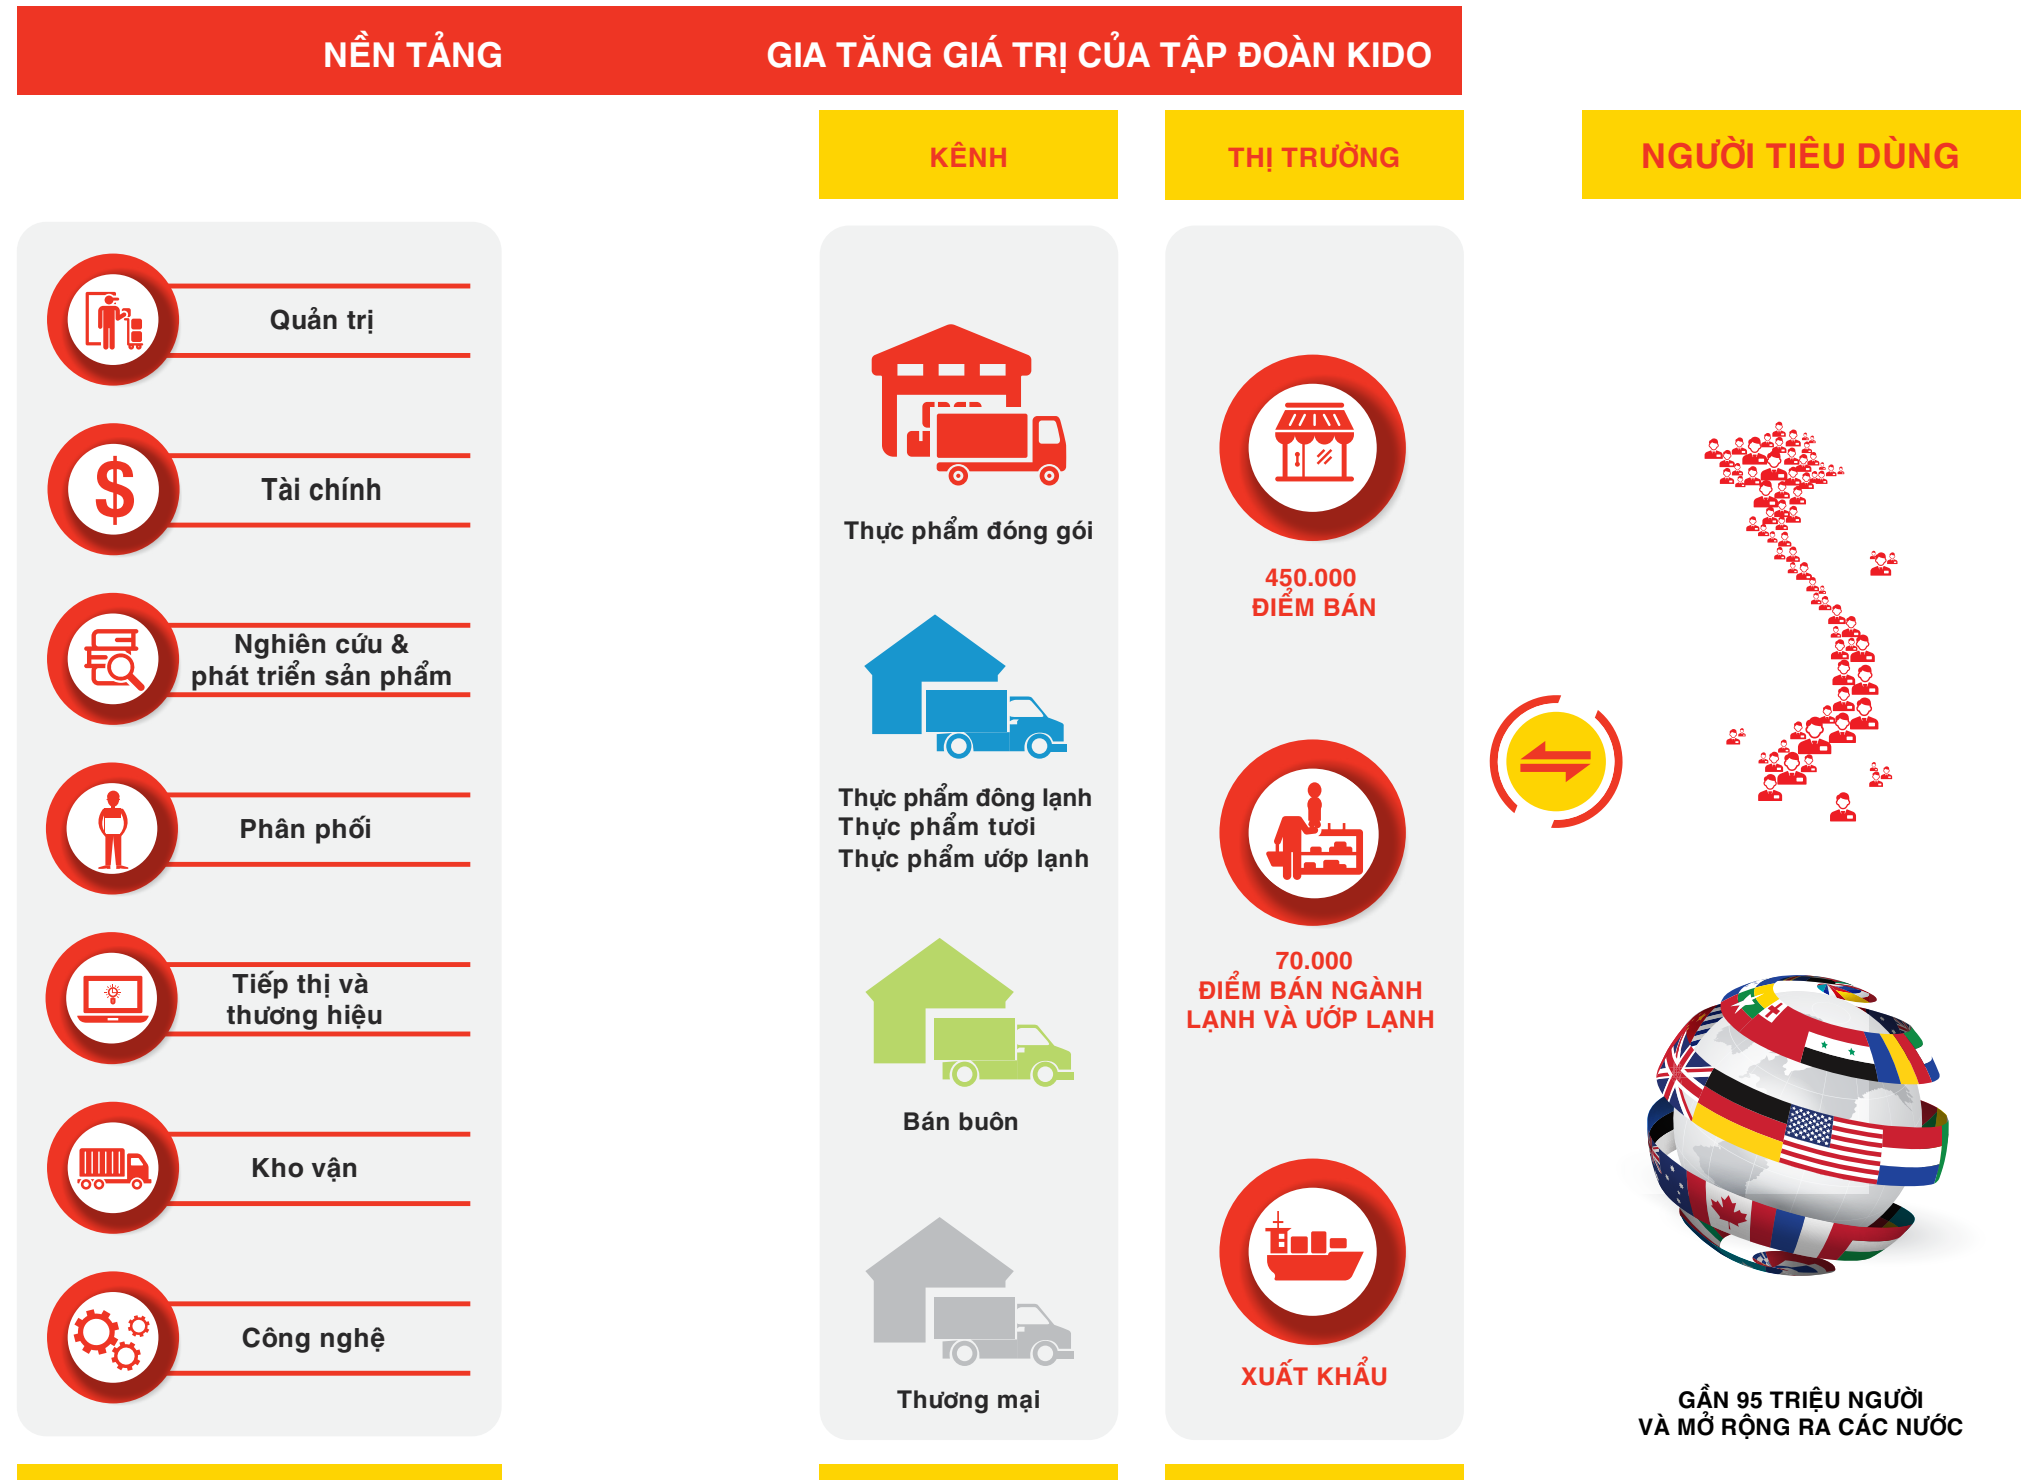 NỀN TẢNG
GIA TĂNG GIÁ TRỊ CỦA TẬP ĐOÀN KIDO
KÊNH
THỊ TRƯỜNG
NGƯỜI TIÊU DÙNG
Quản trị
Tài chính
Nghiên cứu &
phát triển sản phẩm
Phân phối
Tiếp thị và
thương hiệu
Kho vận
Công nghệ
Thực phẩm đóng gói
Thực phẩm đông lạnh
Thực phẩm tươi
Thực phẩm ướp lạnh
Bán buôn
Thương mại
450.000
ĐIỂM BÁN
70.000
ĐIỂM BÁN NGÀNH
LẠNH VÀ ƯỚP LẠNH
XUẤT KHẨU
GẦN 95 TRIỆU NGƯỜI
VÀ MỞ RỘNG RA CÁC NƯỚC